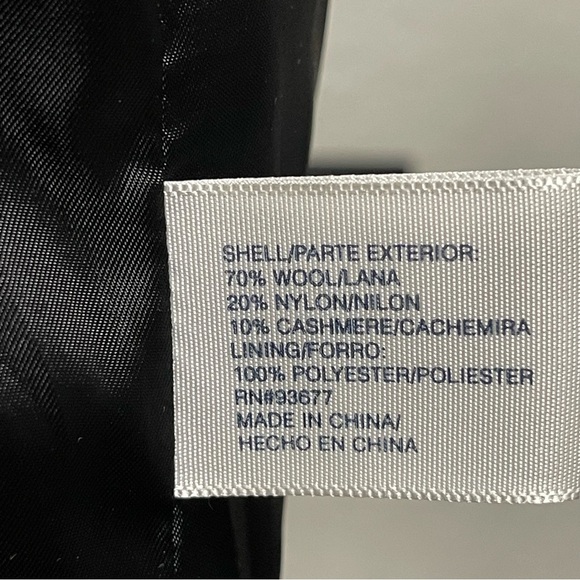 SHELL/PARTE EXTERIOR:
70% WOOL/LANA
20% NYLON/NILON
10% CASHMERE/CACHEMIRA
LINING/FORRO:
100% POLYESTER/POLIESTER
RN#93677
MADE IN CHINA/
HECHO EN CHINA